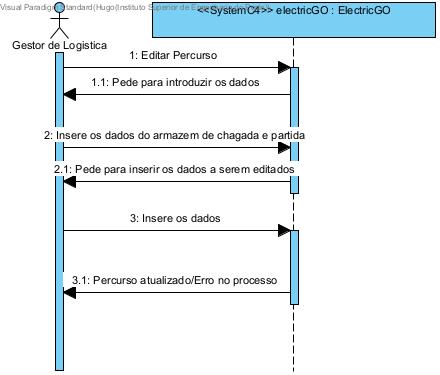 Visual Paradigm Standard(Hugo(Instituto Superior de
<<SystemC4>> electricGO : ElectricGO
Gestor de Logistica
1: Editar Percurso
1.1: Pede para introduzir os dados
2: Insere os dados do armazem de chagada e partida
2.1: Pede para inserir os dados a serem editados
3: Insere os dados
3.1: Percurso atualizado/Erro no processo